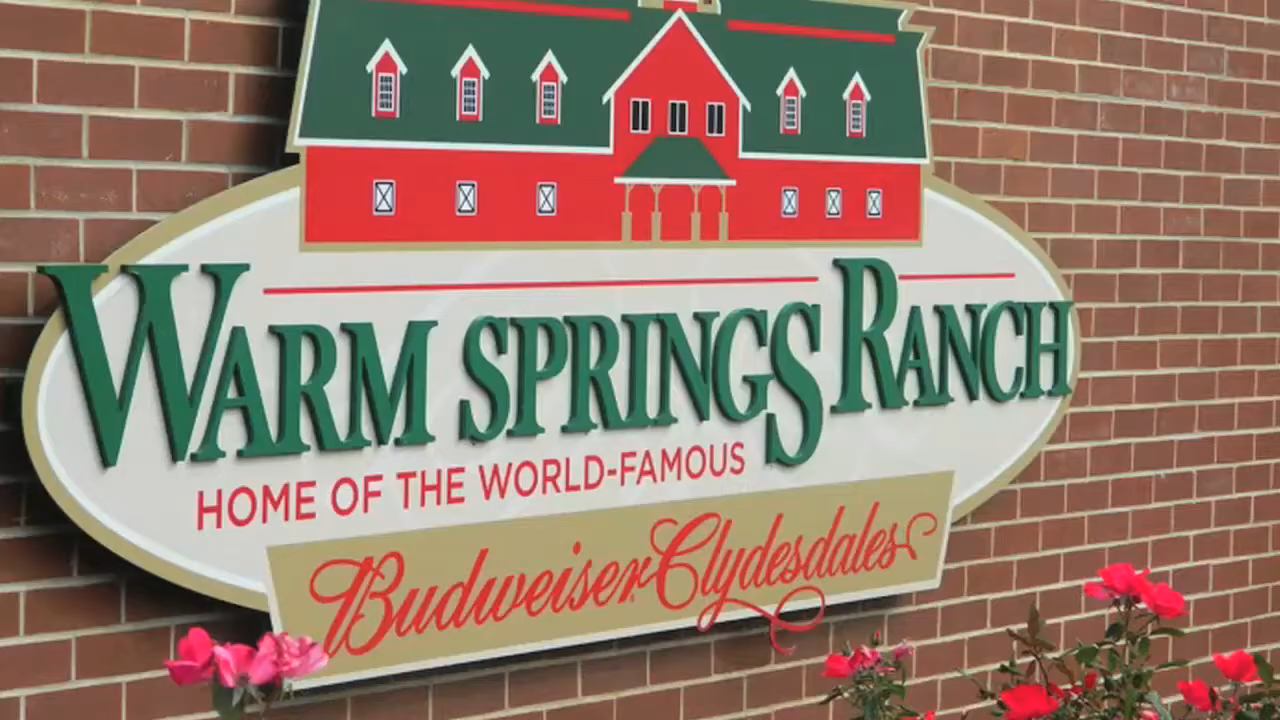 WARM SPRINGS RANCH
HOME OF THE WORLD-FAMOUS
Budweiser Clydesdales